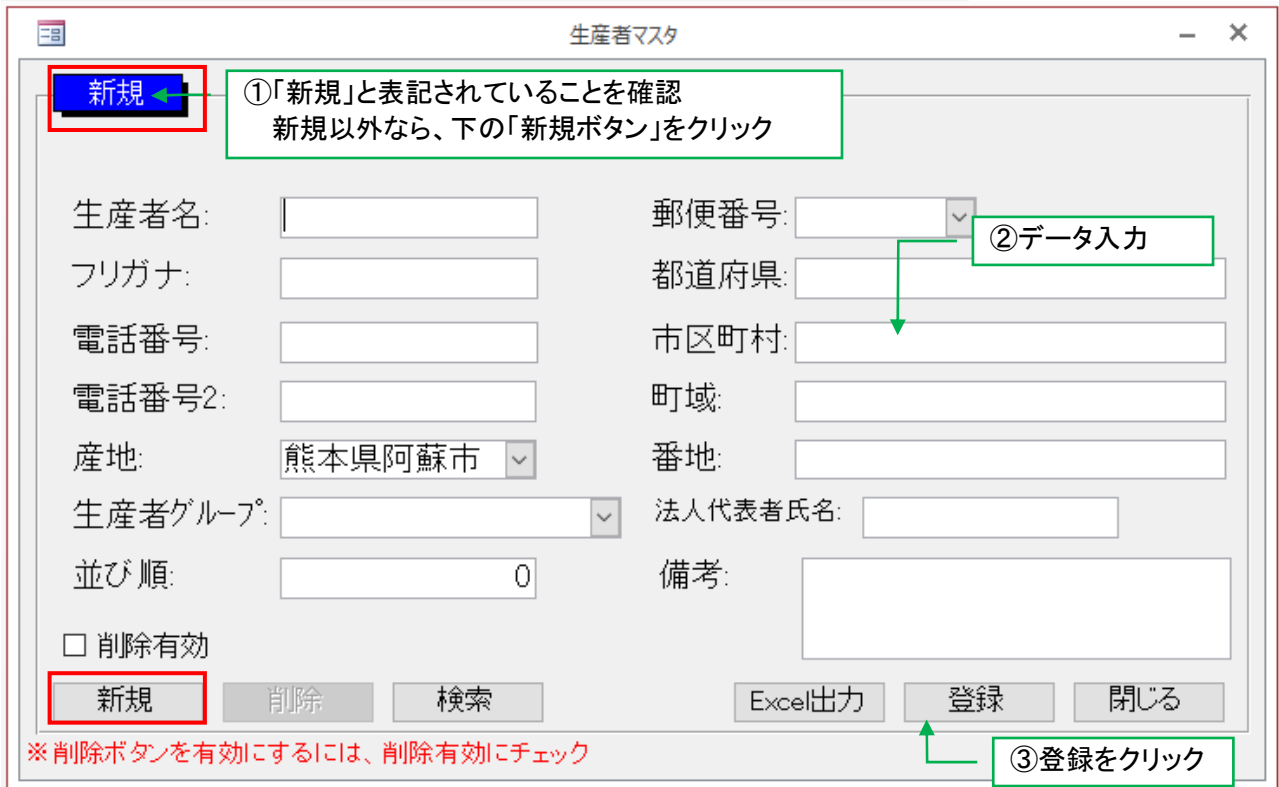 生産者マスタ
新規
①「新規」と表記されていることを確認
新規以外なら、下の「新規ボタン」をクリック
生産者名:
郵便番号:
②データ入力
フリガナ:
都道府県:
電話番号:
市区町村:
電話番号2:
町域:
産地:
熊本県阿蘇市
番地:
生産者グループ:
法人代表者氏名:
並び順:
0
備考:
削除有効
新規
削除
検索
Excel出力
登録
閉じる
※削除ボタンを有効にするには、削除有効にチェック
③登録をクリック